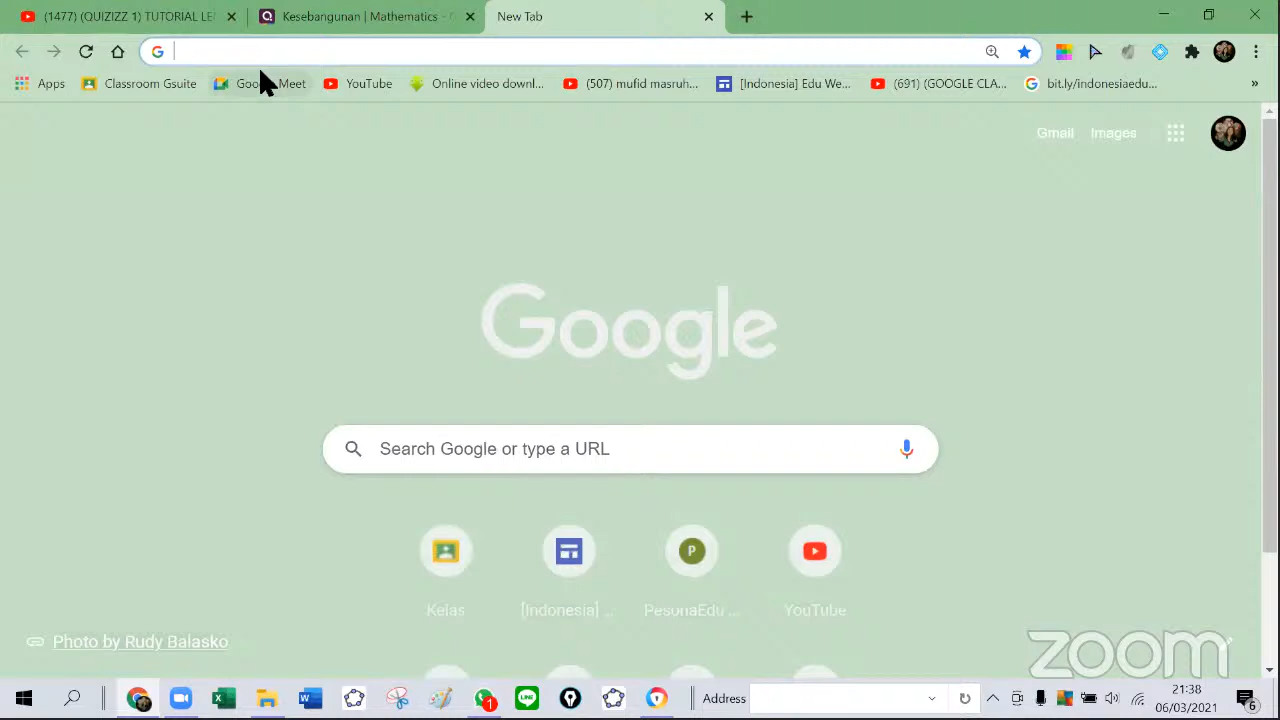 (1477) (QUIZIZZ 1) TUTORIAL LE
Kesebangunan | Mathematics -
New Tab
Apps
Classroom Gsuite
Meet
YouTube
Online video downl...
(507) mufid masruh...
[Indonesia] Edu We...
(691) (GOOGLE CLA...
bit.ly/indonesiaedu...
»
Gmail
Images
Google
Search Google or type a URL
Kelas
[Indonesia] ...
P
PesonaEdu ...
YouTube
Photo by Rudy Balasko
zoom
1
Address
21:38
06/03/2021
6